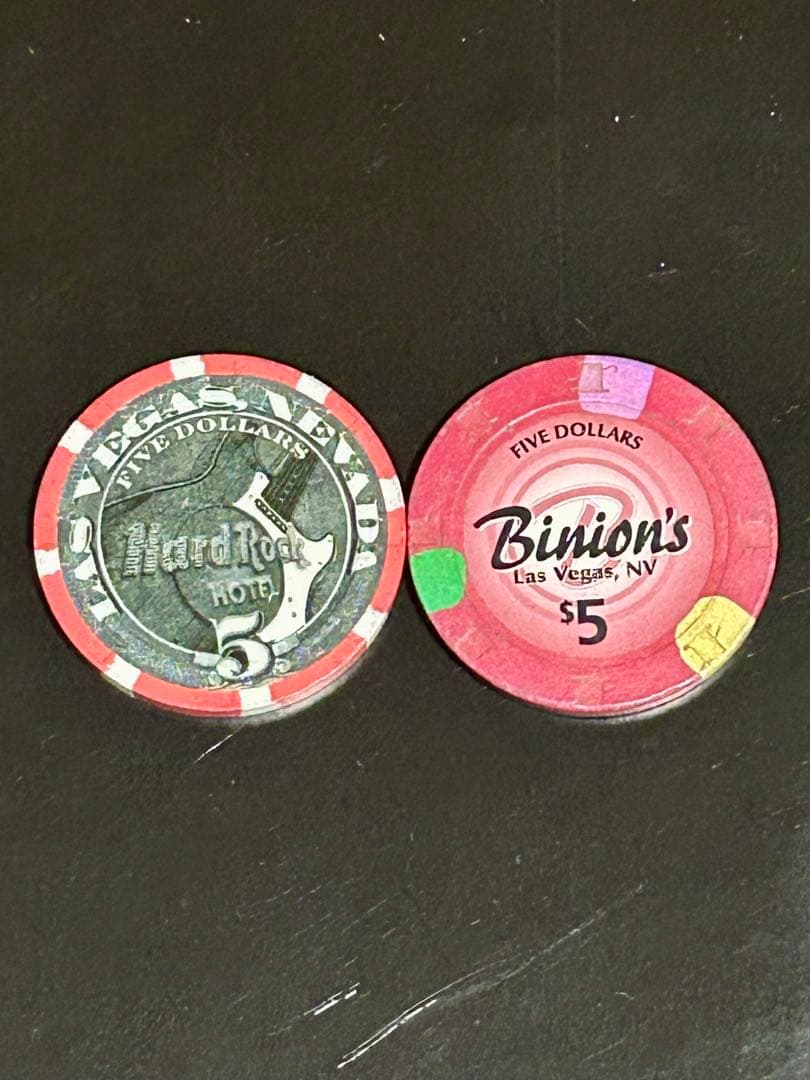 LAS VEGAS, NEVADA
FIVE DOLLARS
Hard Rock
HOTEL
5
FIVE DOLLARS
Binion's
Las Vegas, NV
$5